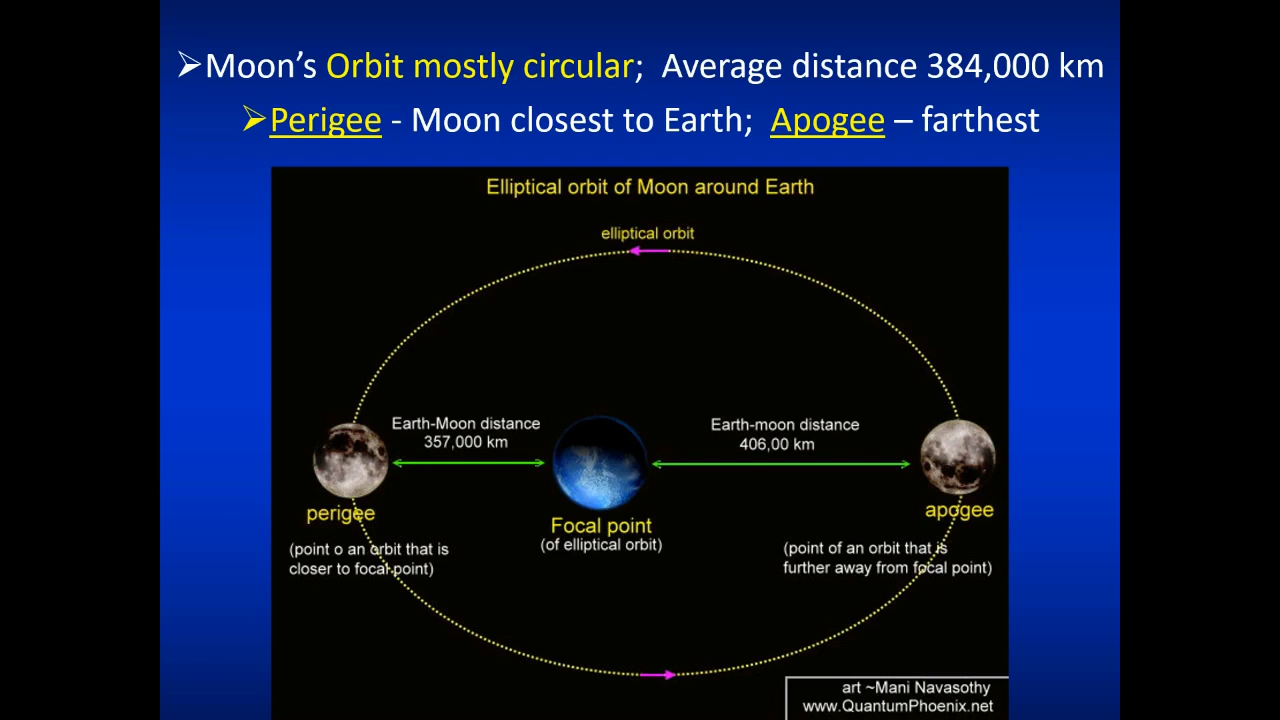 ➢Moon's Orbit mostly circular; Average distance 384,000 km
➢Perigee - Moon closest to Earth; Apogee – farthest
Elliptical orbit of Moon around Earth
elliptical orbit
Earth-Moon distance
357,000 km
Earth-moon distance
406,00 km
perigee
(point o an orbit that is
closer to focal point)
Focal point
(of elliptical orbit)
apogee
(point of an orbit that is
further away from focal point)
art ~Mani Navasothy
www.QuantumPhoenix.net